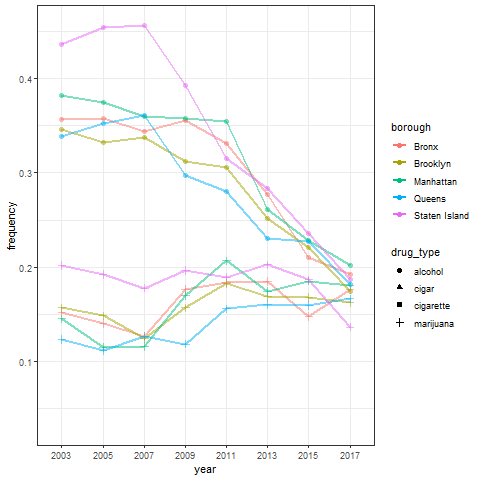 frequency
0.4
0.3
0.2
0.1
2003 2005 2007 2009 2011 2013 2015 2017
year
borough
Bronx
Brooklyn
Manhattan
Queens
Staten Island
drug_type
alcohol
cigar
cigarette
marijuana